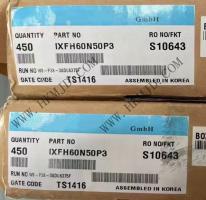 GmbH
QUANTITY PART NO RO NO/FKT
450 IXFH60N50P3 S10643
RUN NO
DATE CODE TS1416 ASSEMBLED IN KOREA
GmbH
QUANTITY PART NO RO NO/FKT
450 IXFH60N50P3 S10643
RUN NO
DATE CODE TS1416 ASSEMBLED IN KOREA